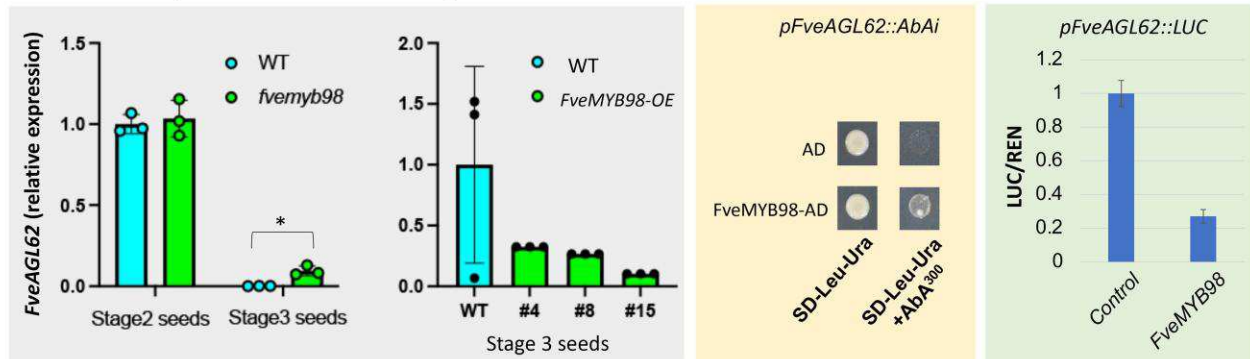 FveAGL62 (relative expression)
1.5
1.0
0.5
0.0
WT
fvemyb98
*
Stage2 seeds
Stage3 seeds
2.0
1.5
1.0
0.5
0.0
WT
FveMYB98-OE
WT
#4
#8
#15
Stage 3 seeds
pFveAGL62::AbAi
AD
FveMYB98-AD
SD-Leu-Ura
SD-Leu-Ura
+AbA³⁰⁰
pFveAGL62::LUC
LUC/REN
1.2
1
0.8
0.6
0.4
0.2
0
Control
FveMYB98